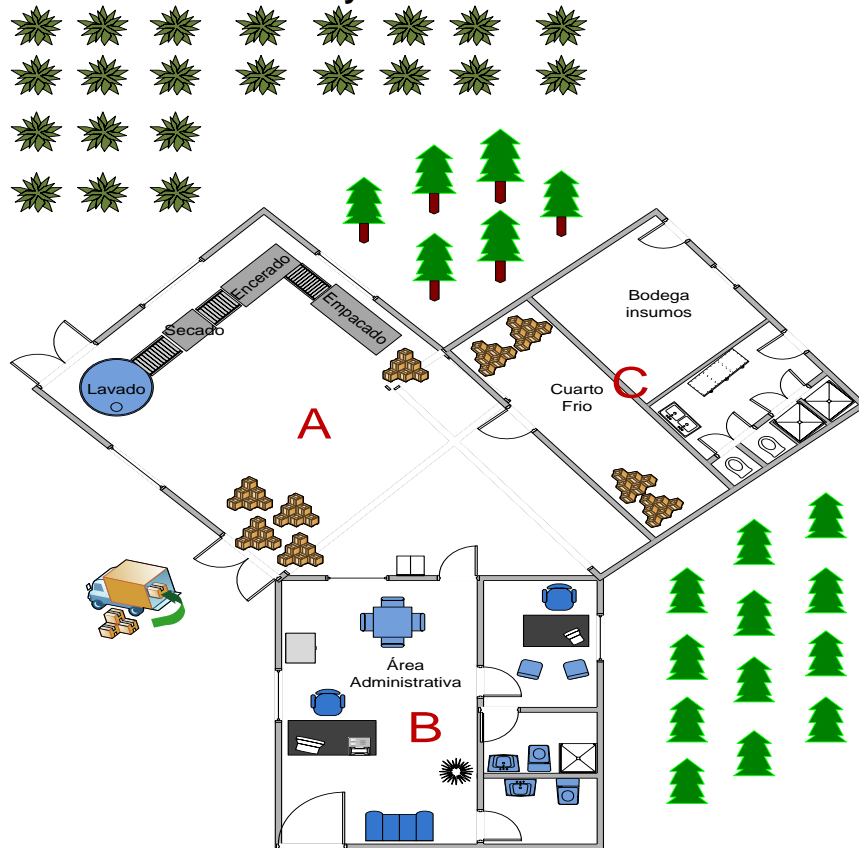 Encerado
Empacado
Secado
Lavado
A
Bodega
insumos
Cuarto
Frio
C
Área
Administrativa
B